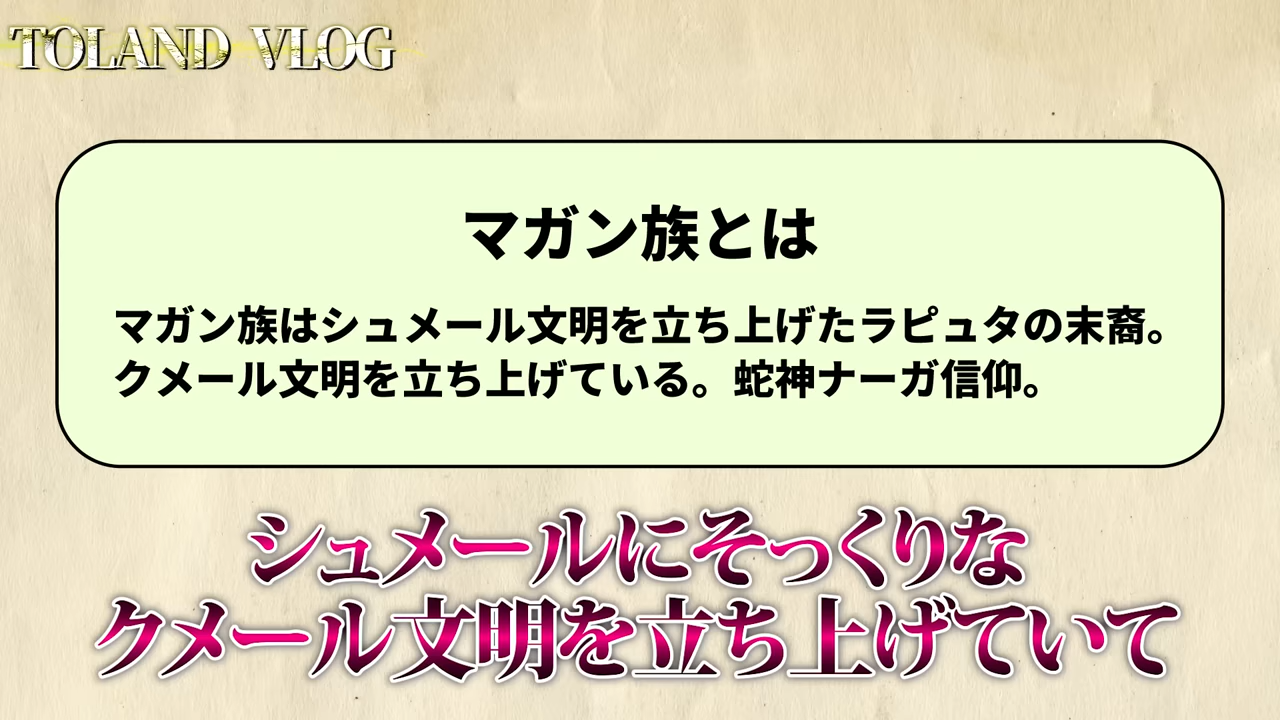 TOLAND VLOG
マガン族とは
マガン族はシュメール文明を立ち上げたラピュタの末裔。
クメール文明を立ち上げている。蛇神ナーガ信仰。
シュメールにそっくりな
クメール文明を立ち上げていて